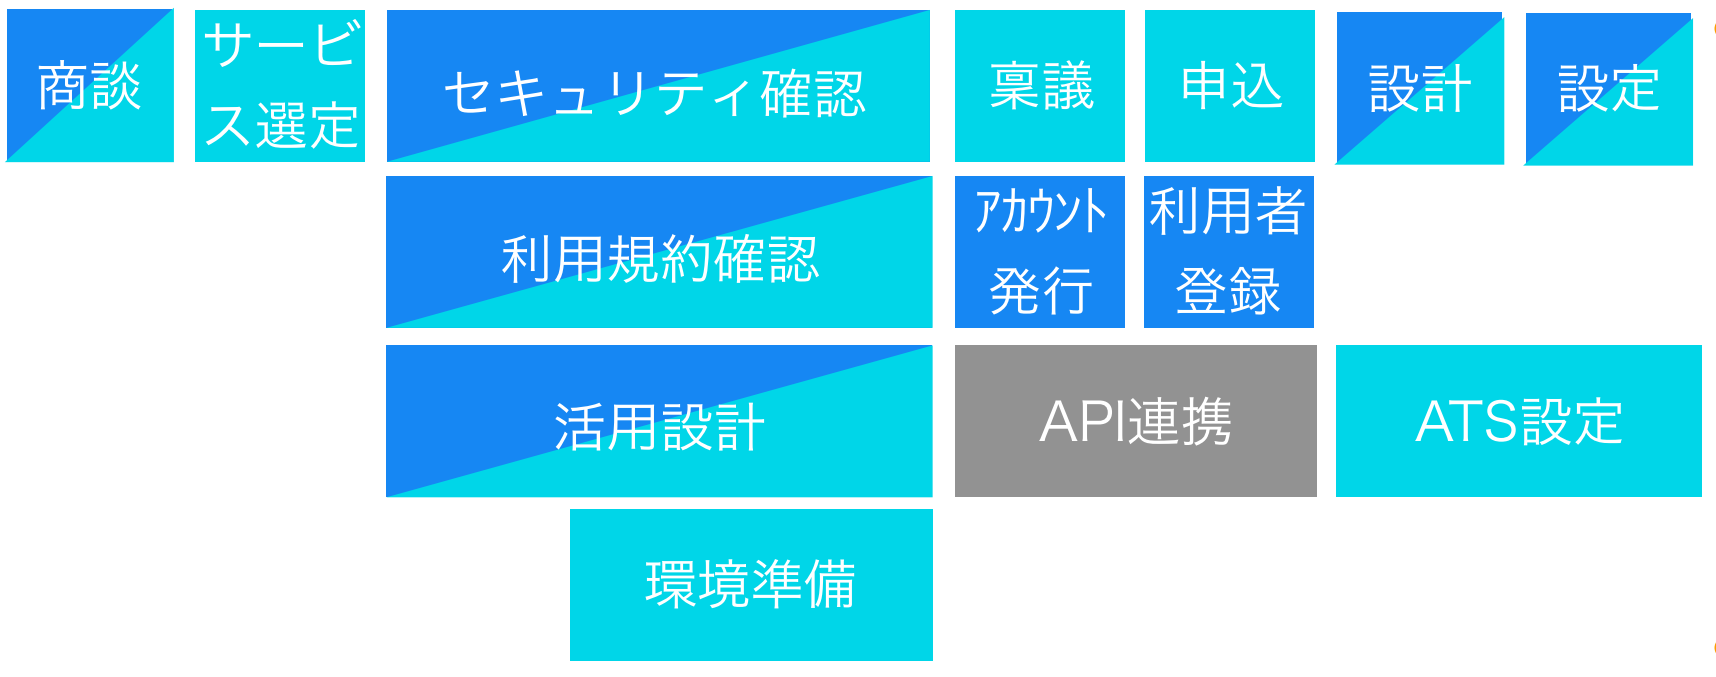 商談
サービ
ス選定
セキュリティ確認
稟議
申込
設計
設定
利用規約確認
ｱｶｳﾝﾄ
発行
利用者
登録
活用設計
API連携
ATS設定
環境準備